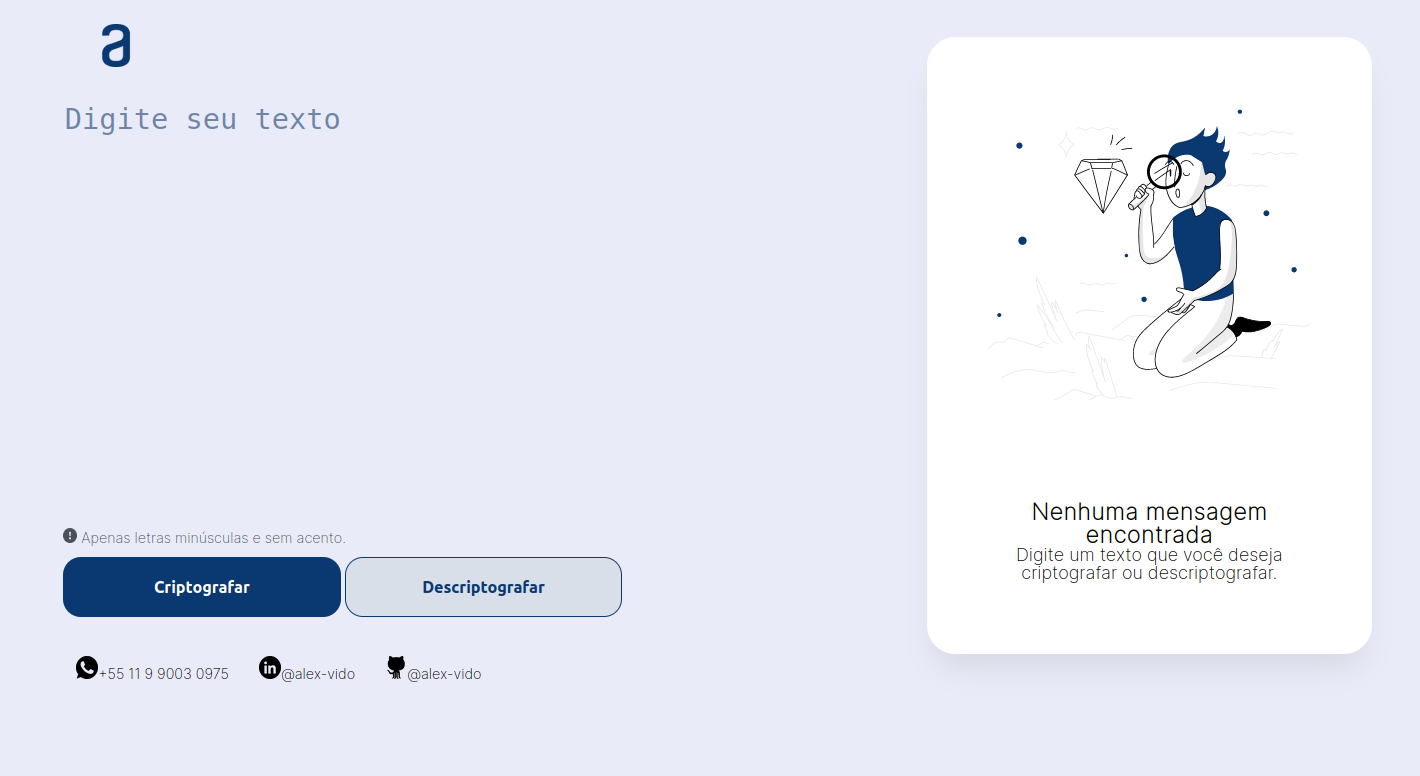 a
Digite seu texto
Apenas letras minúsculas e sem acento.
Criptografar
Descriptografar
+55 11 9 9003 0975
in
@alex-vido
@alex-vido
Nenhuma mensagem
encontrada
Digite um texto que você deseja
criptografar ou descriptografar.